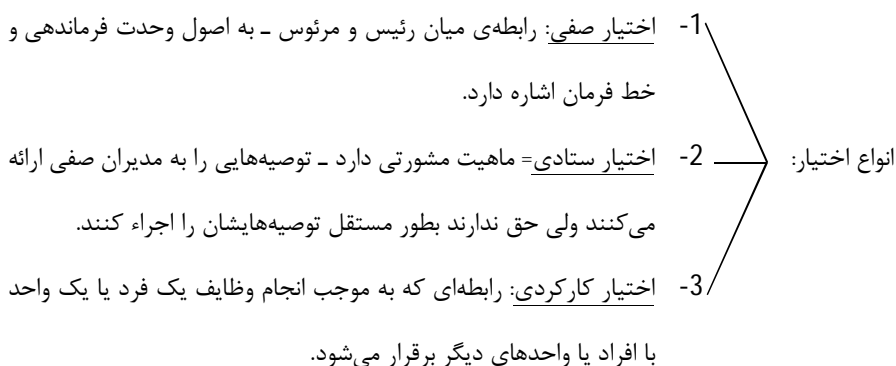 1- اختیار صفی: رابطه‌ی میان رئیس و مرئوس ـ به اصول وحدت فرماندهی و
خط فرمان اشاره دارد.
انواع اختیار:
2- اختیار ستادی= ماهیت مشورتی دارد ـ توصیه‌هایی را به مدیران صفی ارائه
می‌کنند ولی حق ندارند بطور مستقل توصیه‌هایشان را اجراء کنند.
3- اختیار کارکردی: رابطه‌ای که به موجب انجام وظایف یک فرد یا یک واحد
با افراد یا واحدهای دیگر برقرار می‌شود.